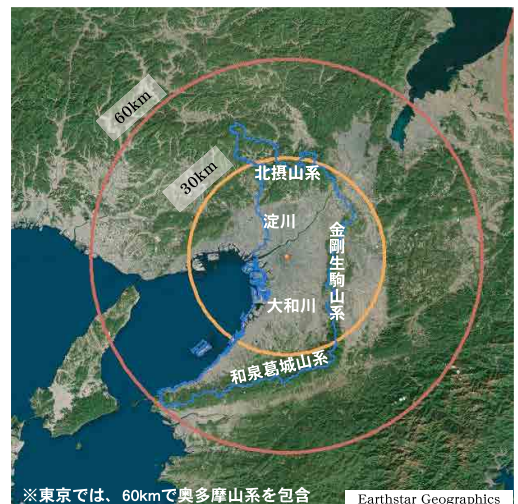 60km
30km
北摂山系
淀川
金剛生駒山系
大和川
和泉葛城山系
※東京では、60kmで奥多摩山系を包含
Earthstar Geographics